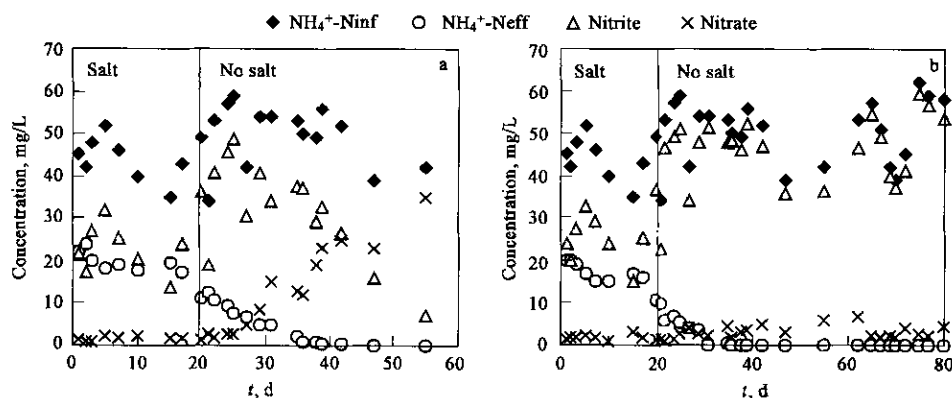 ◆ NH₄⁺-Ninf ○ NH₄⁺-Neff △ Nitrite × Nitrate
70
60
50
40
30
20
10
0
Concentration, mg/L
Salt
No salt
a
0 10 20 30 40 50 60
t, d
70
60
50
40
30
20
10
0
Concentration, mg/L
Salt
No salt
b
0 20 40 60 80
t, d